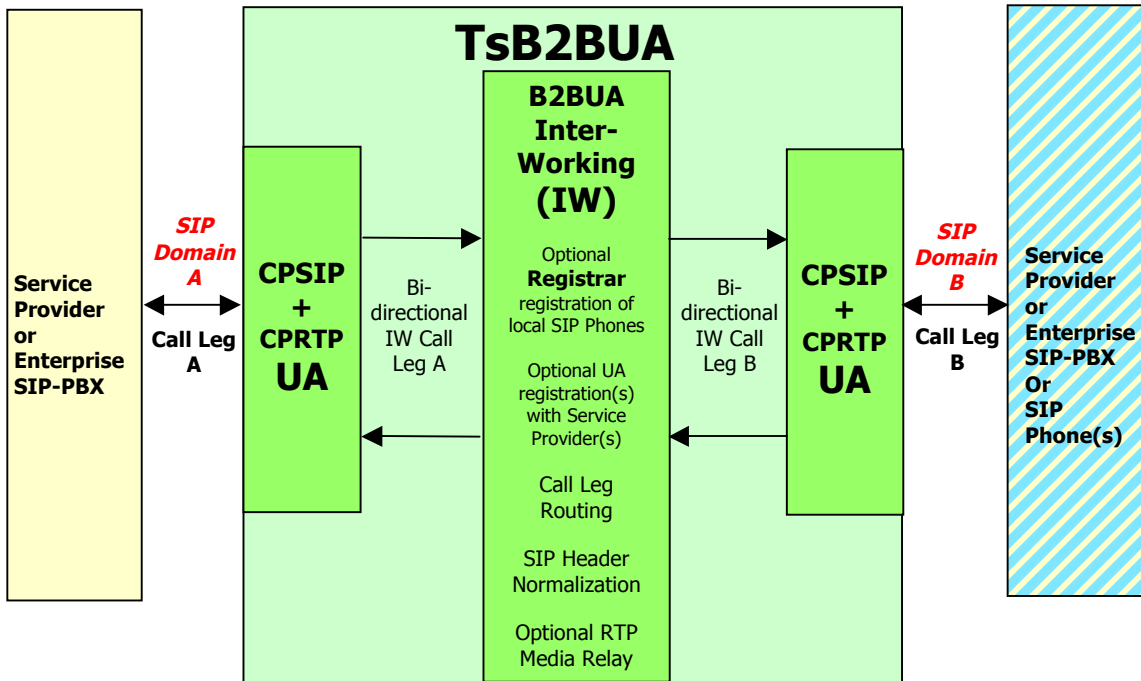 TsB2BUA
Service
Provider
or
Enterprise
SIP-PBX
SIP
Domain
A
Call Leg
A
CPSIP
+
CPRTP
UA
Bi-
directional
IW Call
Leg A
B2BUA
Inter-
Working
(IW)
Optional
Registrar
registration of
local SIP Phones
Optional UA
registration(s)
with Service
Provider(s)
Call Leg
Routing
SIP Header
Normalization
Optional RTP
Media Relay
Bi-
directional
IW Call
Leg B
CPSIP
+
CPRTP
UA
SIP
Domain
B
Call Leg
B
Service
Provider
or
Enterprise
SIP-PBX
Or
SIP
Phone(s)